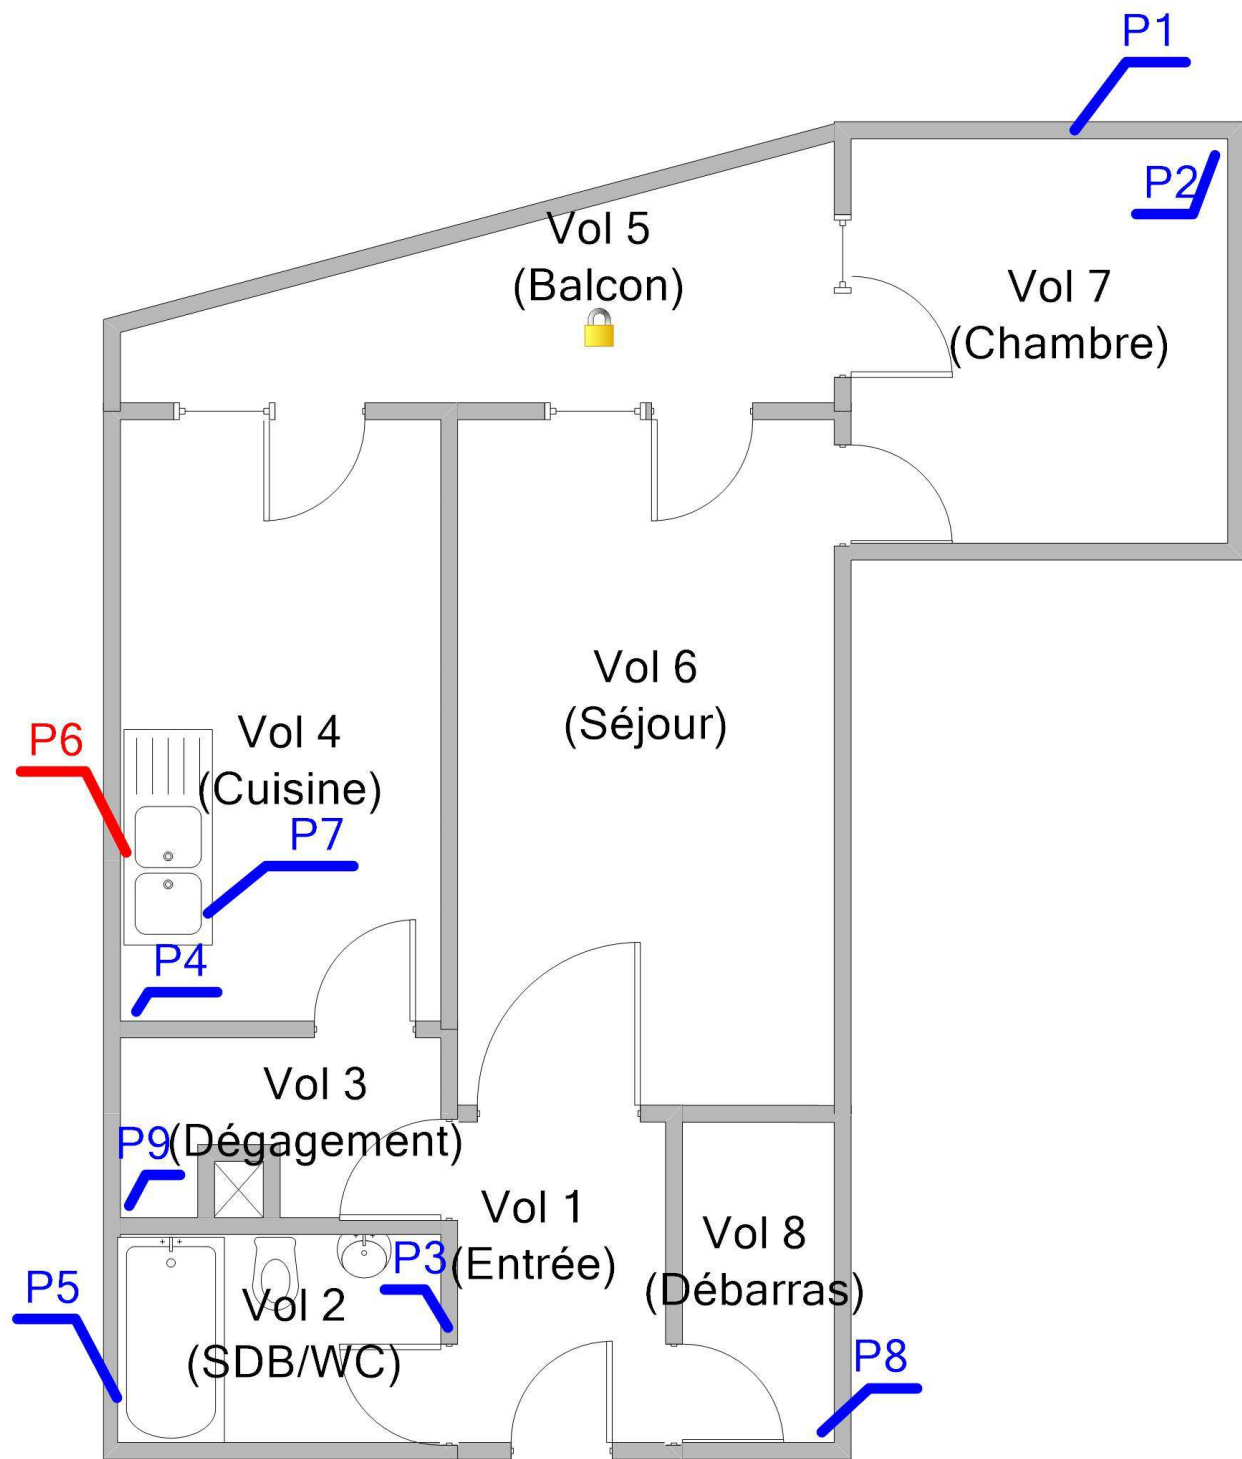 P1
P2
Vol 5
(Balcon)
Vol 7
(Chambre)
Vol 6
(Séjour)
P6
Vol 4
(Cuisine)
P7
P4
Vol 3
(Dégagement)
P9
Vol 1
(Entrée)
Vol 8
(Débarras)
P3
P5
Vol 2
(SDB/WC)
P8